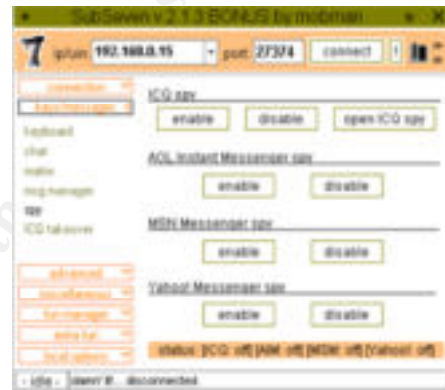 SubSeven v 2.1.3 BONUS by mobman
ip/uin: 192.168.0.15 port: 27374 connect
connection
keys/messages
keyboard
chat
matrix
msg manager
spy
ICQ takeover
advanced
miscellaneous
fun manager
extra fun
local options
ICQ spy
enable disable open ICQ spy
AOL Instant Messenger spy
enable disable
MSN Messenger spy
enable disable
Yahoo! Messenger spy
enable disable
status: [ICQ: off] [AIM: off] [MSN: off] [Yahoo!: off]
- idle - disconnected